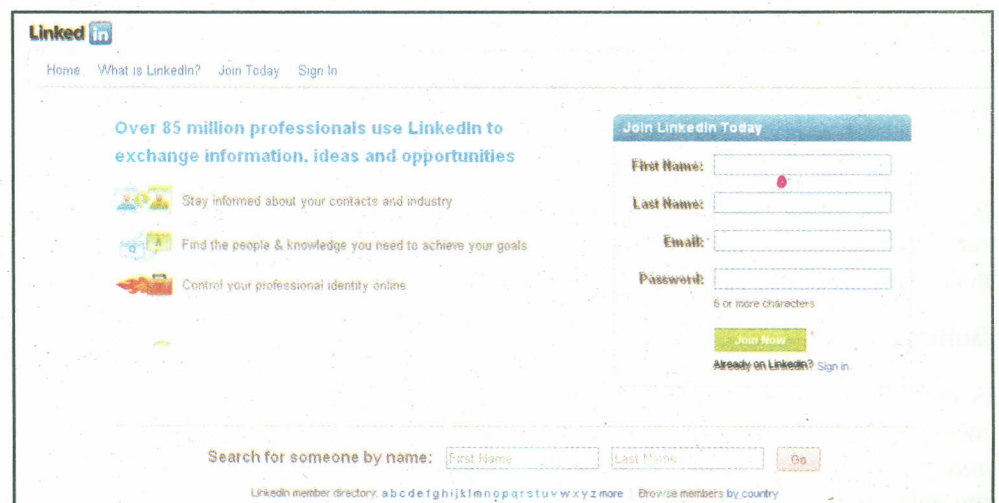 Linked in
Home What is LinkedIn? Join Today Sign In
Over 85 million professionals use LinkedIn to
exchange information, ideas and opportunities
Stay informed about your contacts and industry
Find the people & knowledge you need to achieve your goals
Control your professional identity online
Join LinkedIn Today
First Name:
Last Name:
Email:
Password:
6 or more characters
Join Now
Already on LinkedIn? Sign in.
Search for someone by name: First Name Last Name Go
LinkedIn member directory: a b c d e f g h i j k l m n o p q r s t u v w x y z more Browse members by country